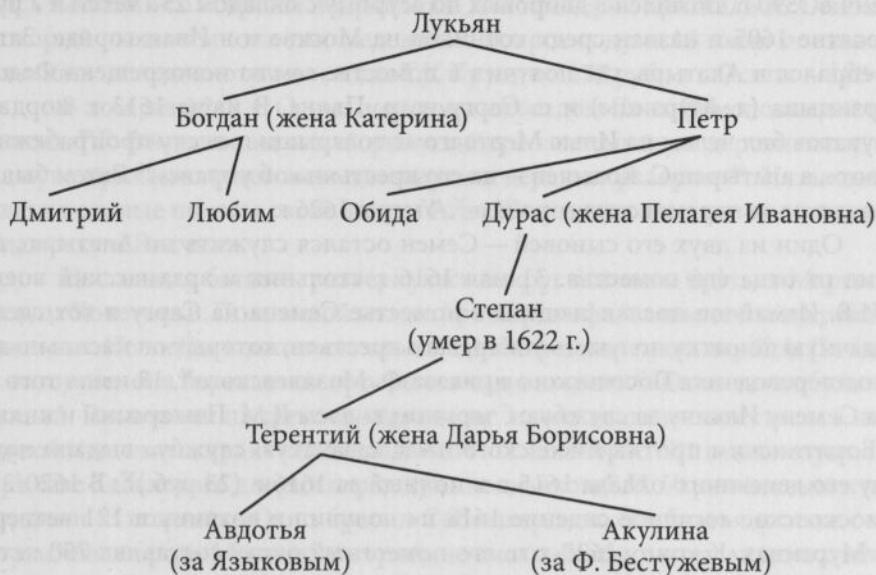 Лукьян
Богдан (жена Катерина) Петр
Дмитрий Любим Обида Дурас (жена Пелагея Ивановна)
Степан
(умер в 1622 г.)
Терентий (жена Дарья Борисовна)
Авдотья Акулина
(за Языковым) (за Ф. Бестужевым)